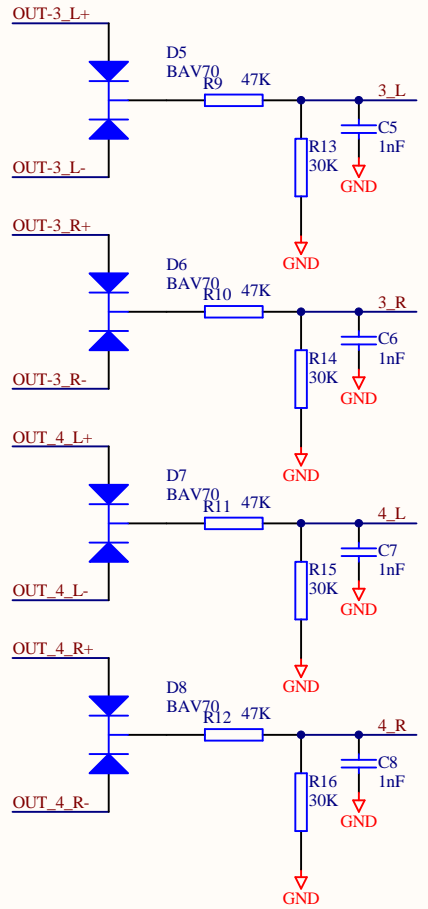 OUT-3_L+
D5
BAV70
R9 47K
3_L
C5
1nF
R13
30K
GND
OUT-3_L-
GND
OUT-3_R+
D6
BAV70
R10 47K
3_R
C6
1nF
R14
30K
GND
OUT-3_R-
GND
OUT_4_L+
D7
BAV70
R11 47K
4_L
C7
1nF
R15
30K
GND
OUT_4_L-
GND
OUT_4_R+
D8
BAV70
R12 47K
4_R
C8
1nF
R16
30K
GND
OUT_4_R-
GND